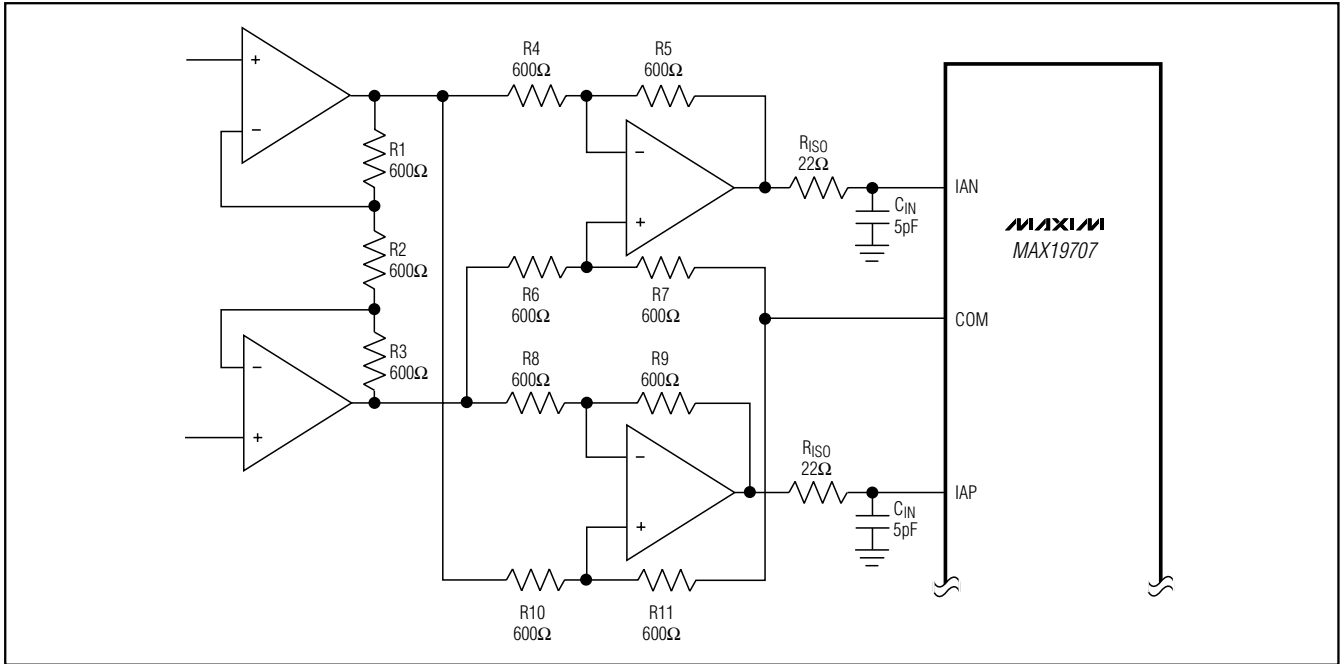 R4
600Ω
R5
600Ω
+
−
R1
600Ω
−
+
RISO
22Ω
IAN
CIN
5pF
MAXIM
MAX19707
R2
600Ω
R6
600Ω
R7
600Ω
COM
−
+
R3
600Ω
R8
600Ω
R9
600Ω
−
+
RISO
22Ω
IAP
CIN
5pF
R10
600Ω
R11
600Ω